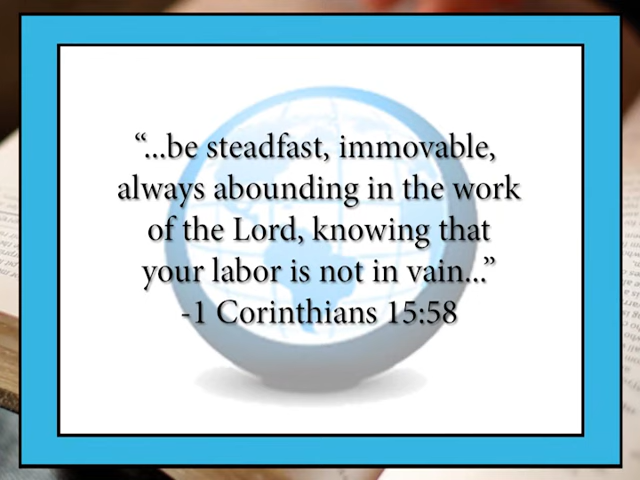 “...be steadfast, immovable,
always abounding in the work
of the Lord, knowing that
your labor is not in vain...”
-1 Corinthians 15:58